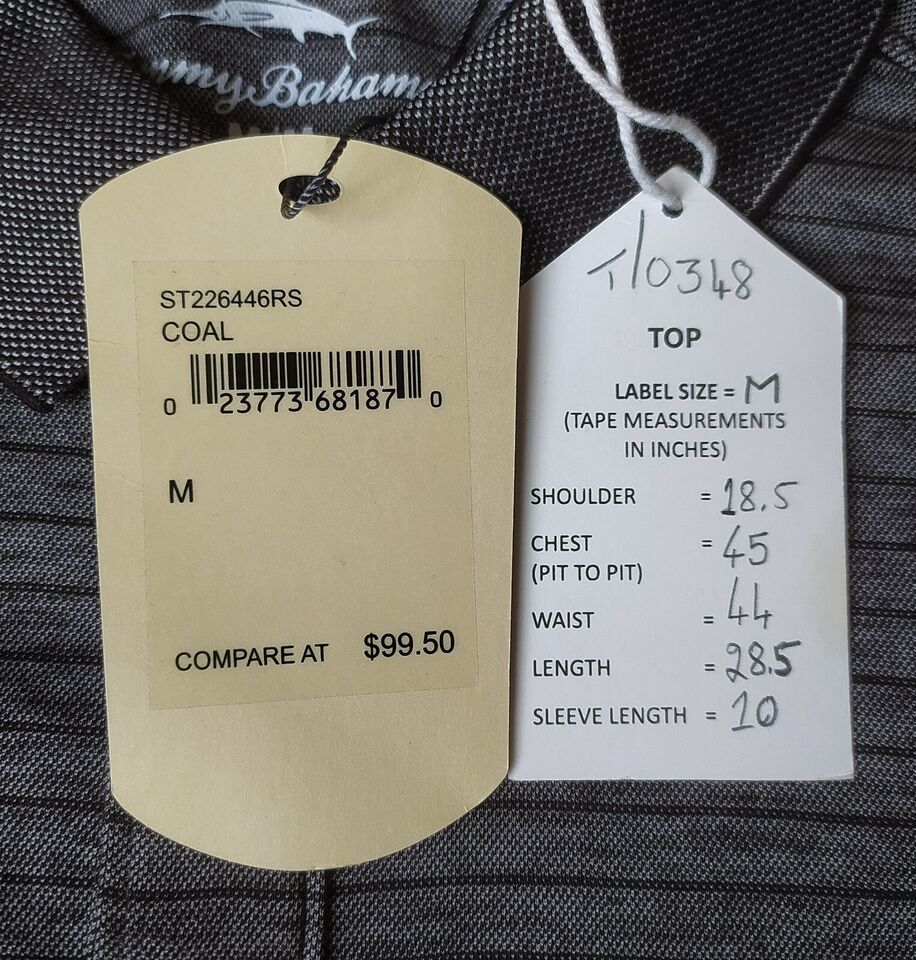 Bahama
ST226446RS
COAL
0 23773 68187 0
M
COMPARE AT $99.50
T/0348
TOP
LABEL SIZE = M
(TAPE MEASUREMENTS
IN INCHES)
SHOULDER = 18.5
CHEST = 45
(PIT TO PIT)
WAIST = 44
LENGTH = 28.5
SLEEVE LENGTH = 10